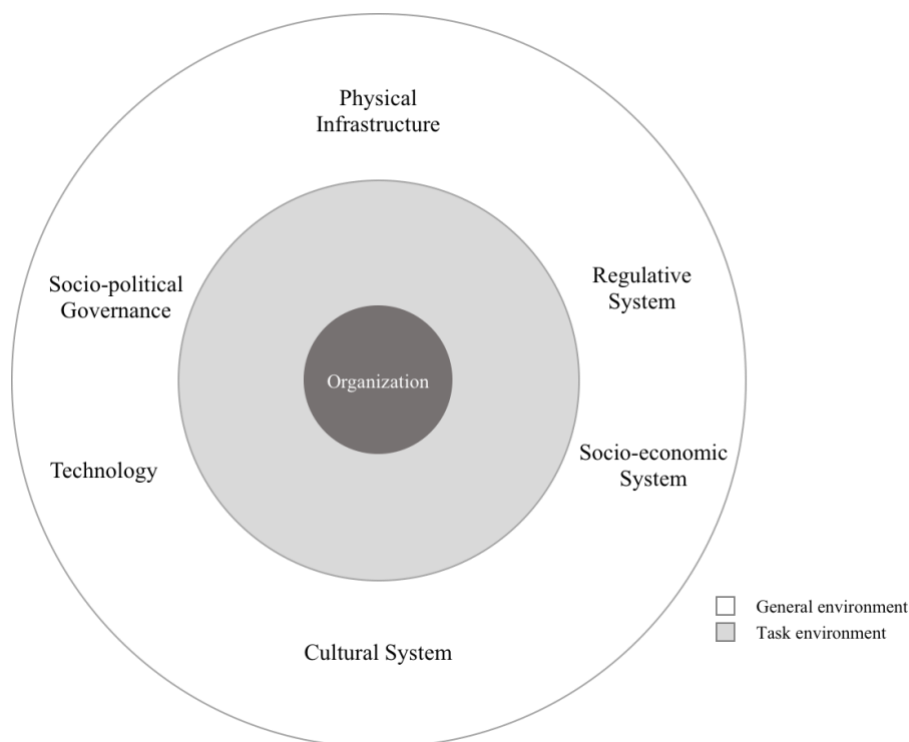 Physical
Infrastructure
Socio-political
Governance
Regulative
System
Organization
Technology
Socio-economic
System
Cultural System
General environment
Task environment